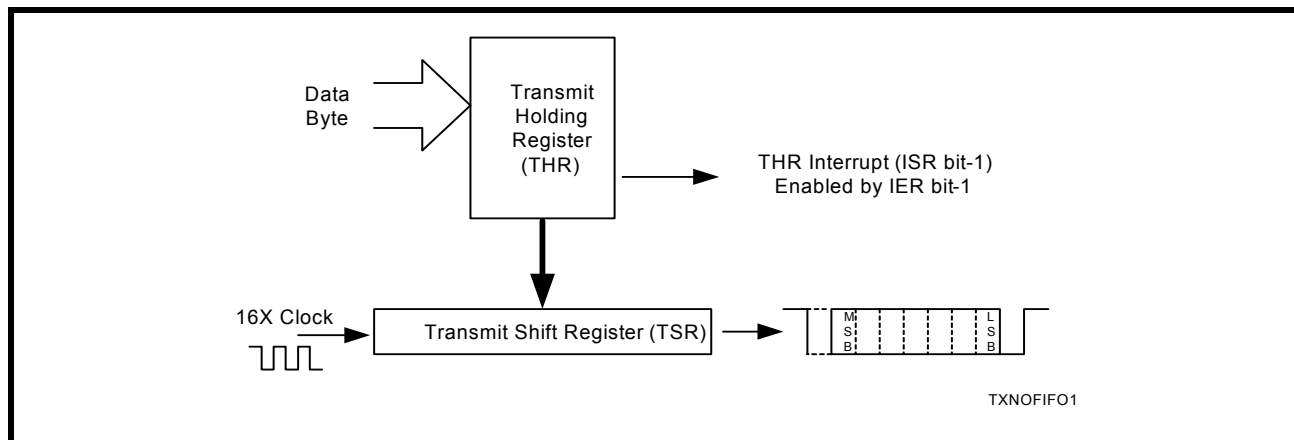 Data
Byte
Transmit
Holding
Register
(THR)
THR Interrupt (ISR bit-1)
Enabled by IER bit-1
16X Clock
Transmit Shift Register (TSR)
M
S
B
L
S
B
TXNOFIFO1